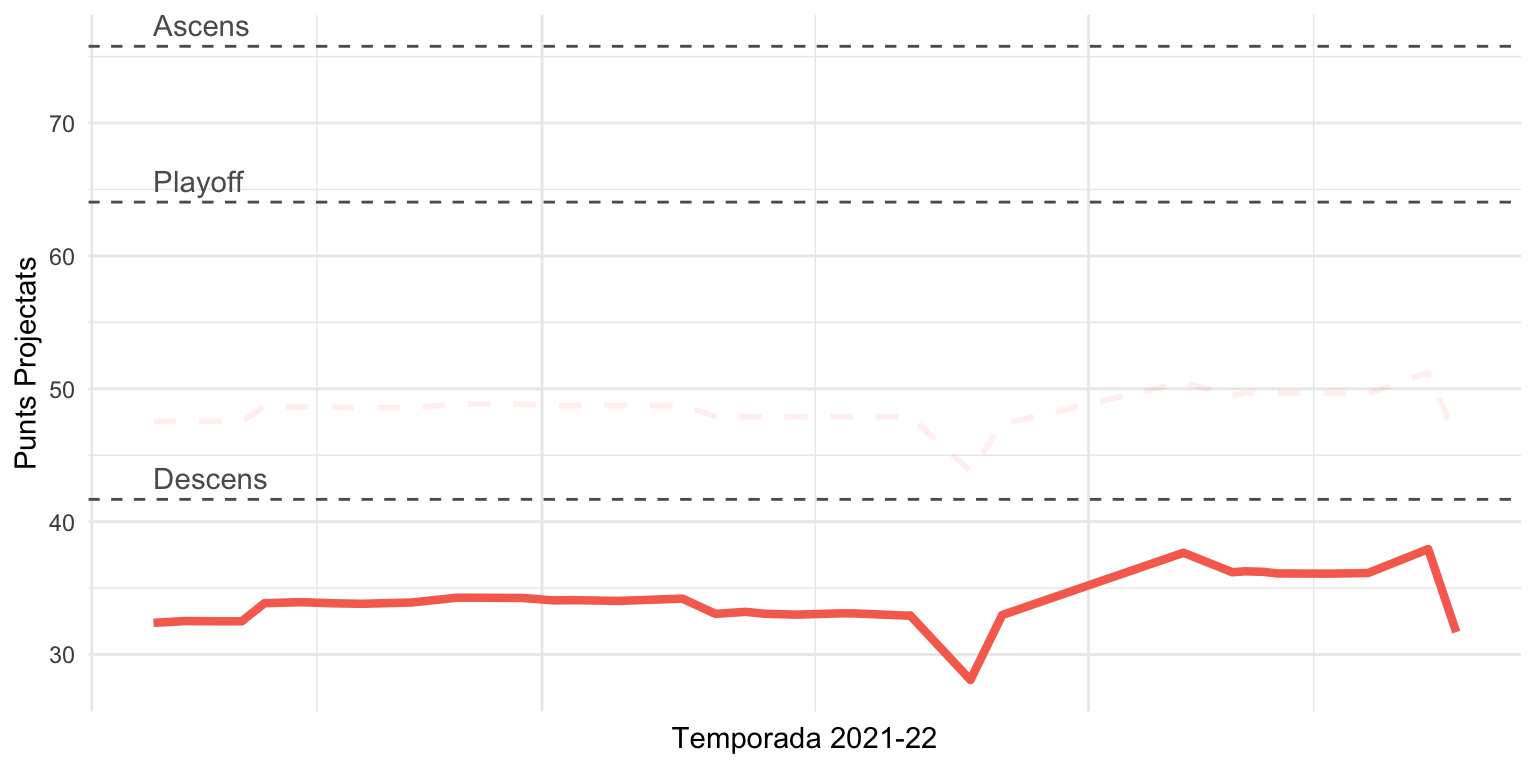 Ascens
70
Playoff
60
50
Descens
40
30
Punts Projectats
Temporada 2021-22